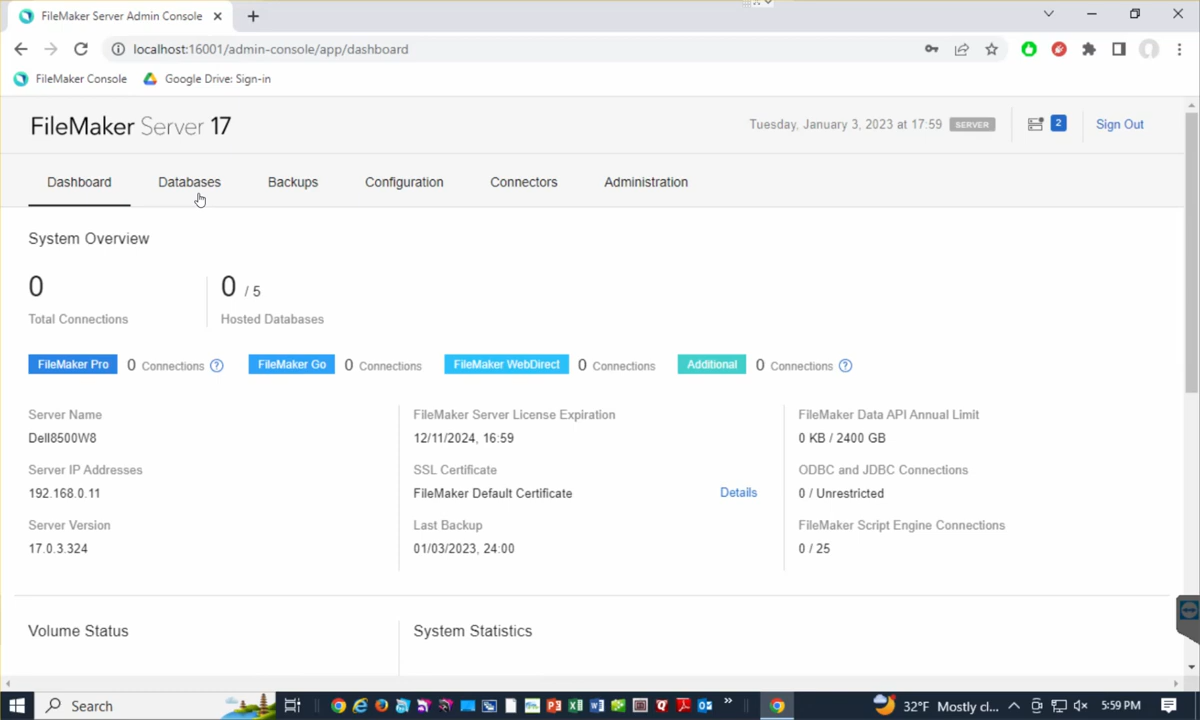 FileMaker Server Admin Console
localhost:16001/admin-console/app/dashboard
FileMaker Console
Google Drive: Sign-in
FileMaker Server 17
Tuesday, January 3, 2023 at 17:59 SERVER
2
Sign Out
Dashboard
Databases
Backups
Configuration
Connectors
Administration
System Overview
0
0 / 5
Total Connections
Hosted Databases
FileMaker Pro 0 Connections ?
FileMaker Go 0 Connections
FileMaker WebDirect 0 Connections
Additional 0 Connections ?
Server Name
Dell8500W8
Server IP Addresses
192.168.0.11
Server Version
17.0.3.324
FileMaker Server License Expiration
12/11/2024, 16:59
SSL Certificate
FileMaker Default Certificate
Details
Last Backup
01/03/2023, 24:00
FileMaker Data API Annual Limit
0 KB / 2400 GB
ODBC and JDBC Connections
0 / Unrestricted
FileMaker Script Engine Connections
0 / 25
Volume Status
System Statistics
Search
32°F Mostly cl...
5:59 PM